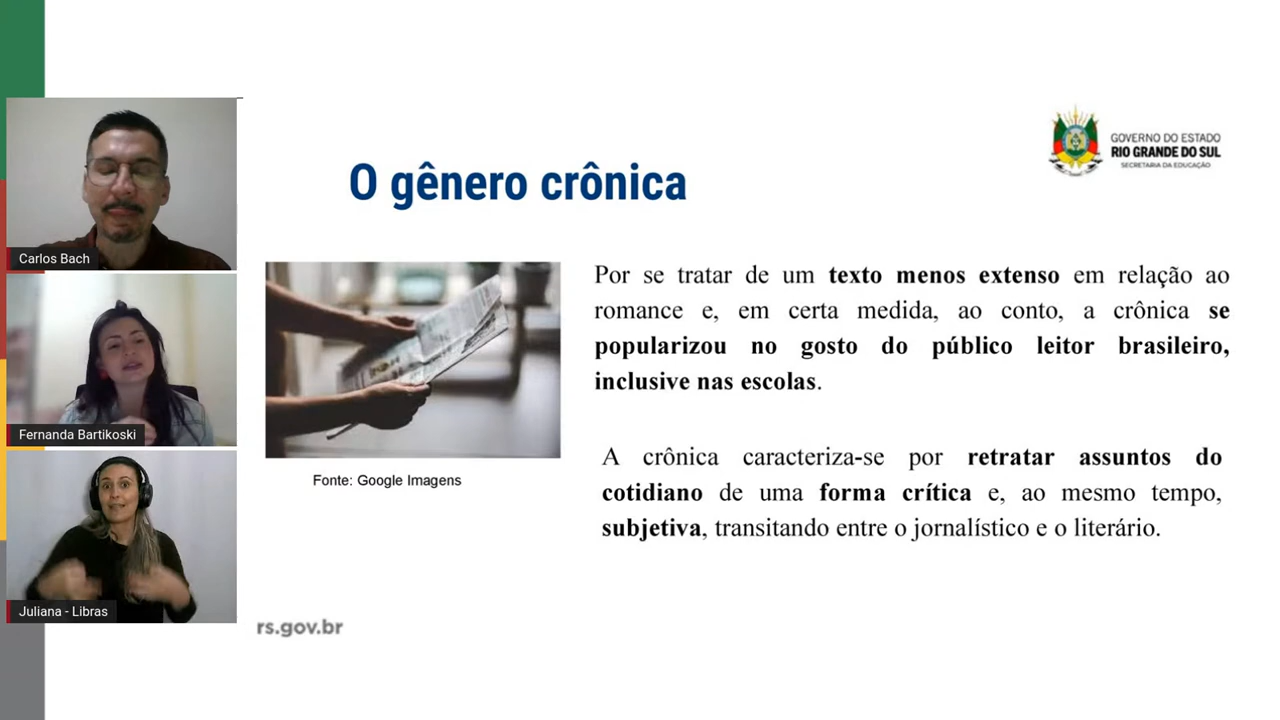 GOVERNO DO ESTADO
RIO GRANDE DO SUL
SECRETARIA DA EDUCAÇÃO
O gênero crônica
Carlos Bach
Por se tratar de um texto menos extenso em relação ao
romance e, em certa medida, ao conto, a crônica se
popularizou no gosto do público leitor brasileiro,
inclusive nas escolas.
Fernanda Bartikoski
Fonte: Google Imagens
A crônica caracteriza-se por retratar assuntos do
cotidiano de uma forma crítica e, ao mesmo tempo,
subjetiva, transitando entre o jornalístico e o literário.
Juliana - Libras
rs.gov.br